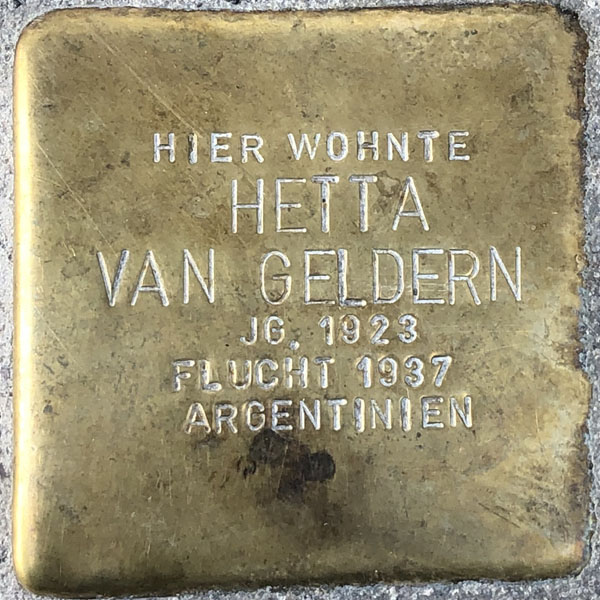 HIER WOHNTE
HETTA
VAN GELDERN
JG. 1923
FLUCHT 1937
ARGENTINIEN